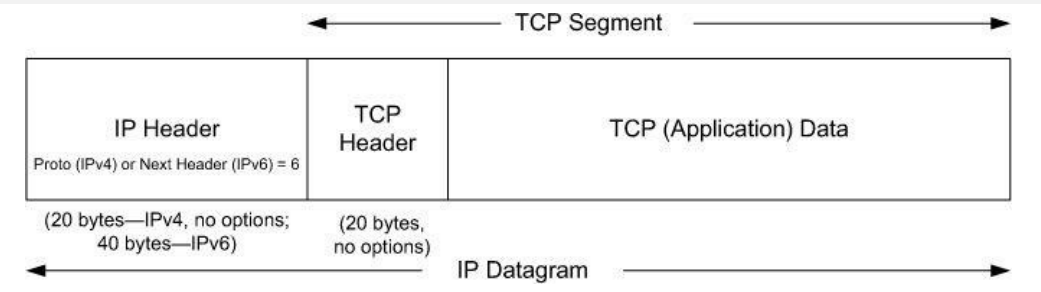 TCP Segment
IP Header
Proto (IPv4) or Next Header (IPv6) = 6
TCP
Header
TCP (Application) Data
(20 bytes—IPv4, no options;
40 bytes—IPv6)
(20 bytes,
no options)
IP Datagram